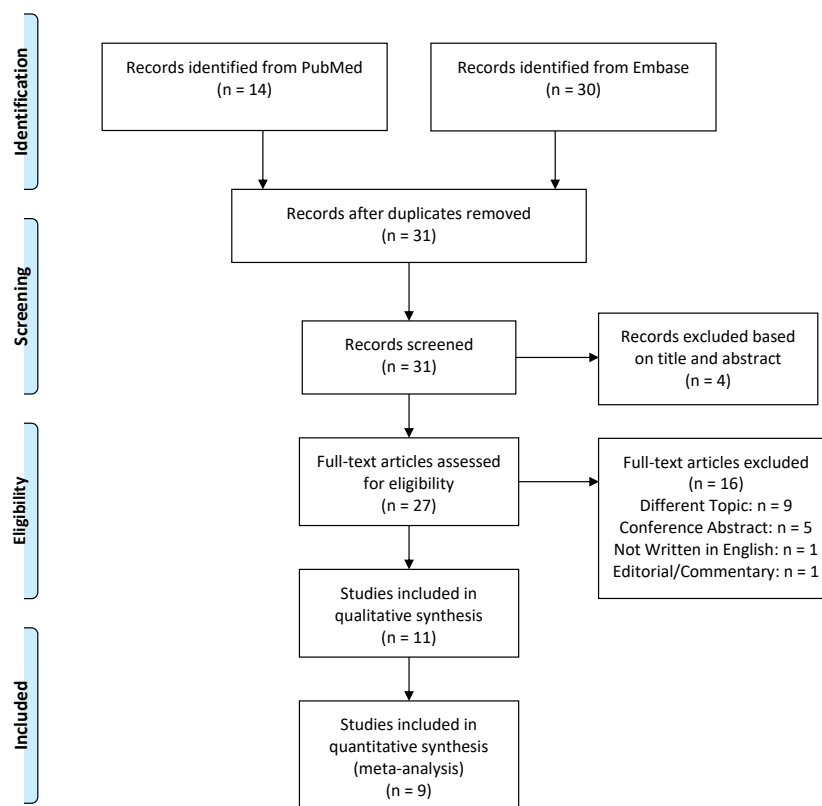 Identification
Records identified from PubMed
(n = 14)
Records identified from Embase
(n = 30)
Records after duplicates removed
(n = 31)
Screening
Records screened
(n = 31)
Records excluded based
on title and abstract
(n = 4)
Eligibility
Full-text articles assessed
for eligibility
(n = 27)
Full-text articles excluded
(n = 16)
Different Topic: n = 9
Conference Abstract: n = 5
Not Written in English: n = 1
Editorial/Commentary: n = 1
Studies included in
qualitative synthesis
(n = 11)
Included
Studies included in
quantitative synthesis
(meta-analysis)
(n = 9)